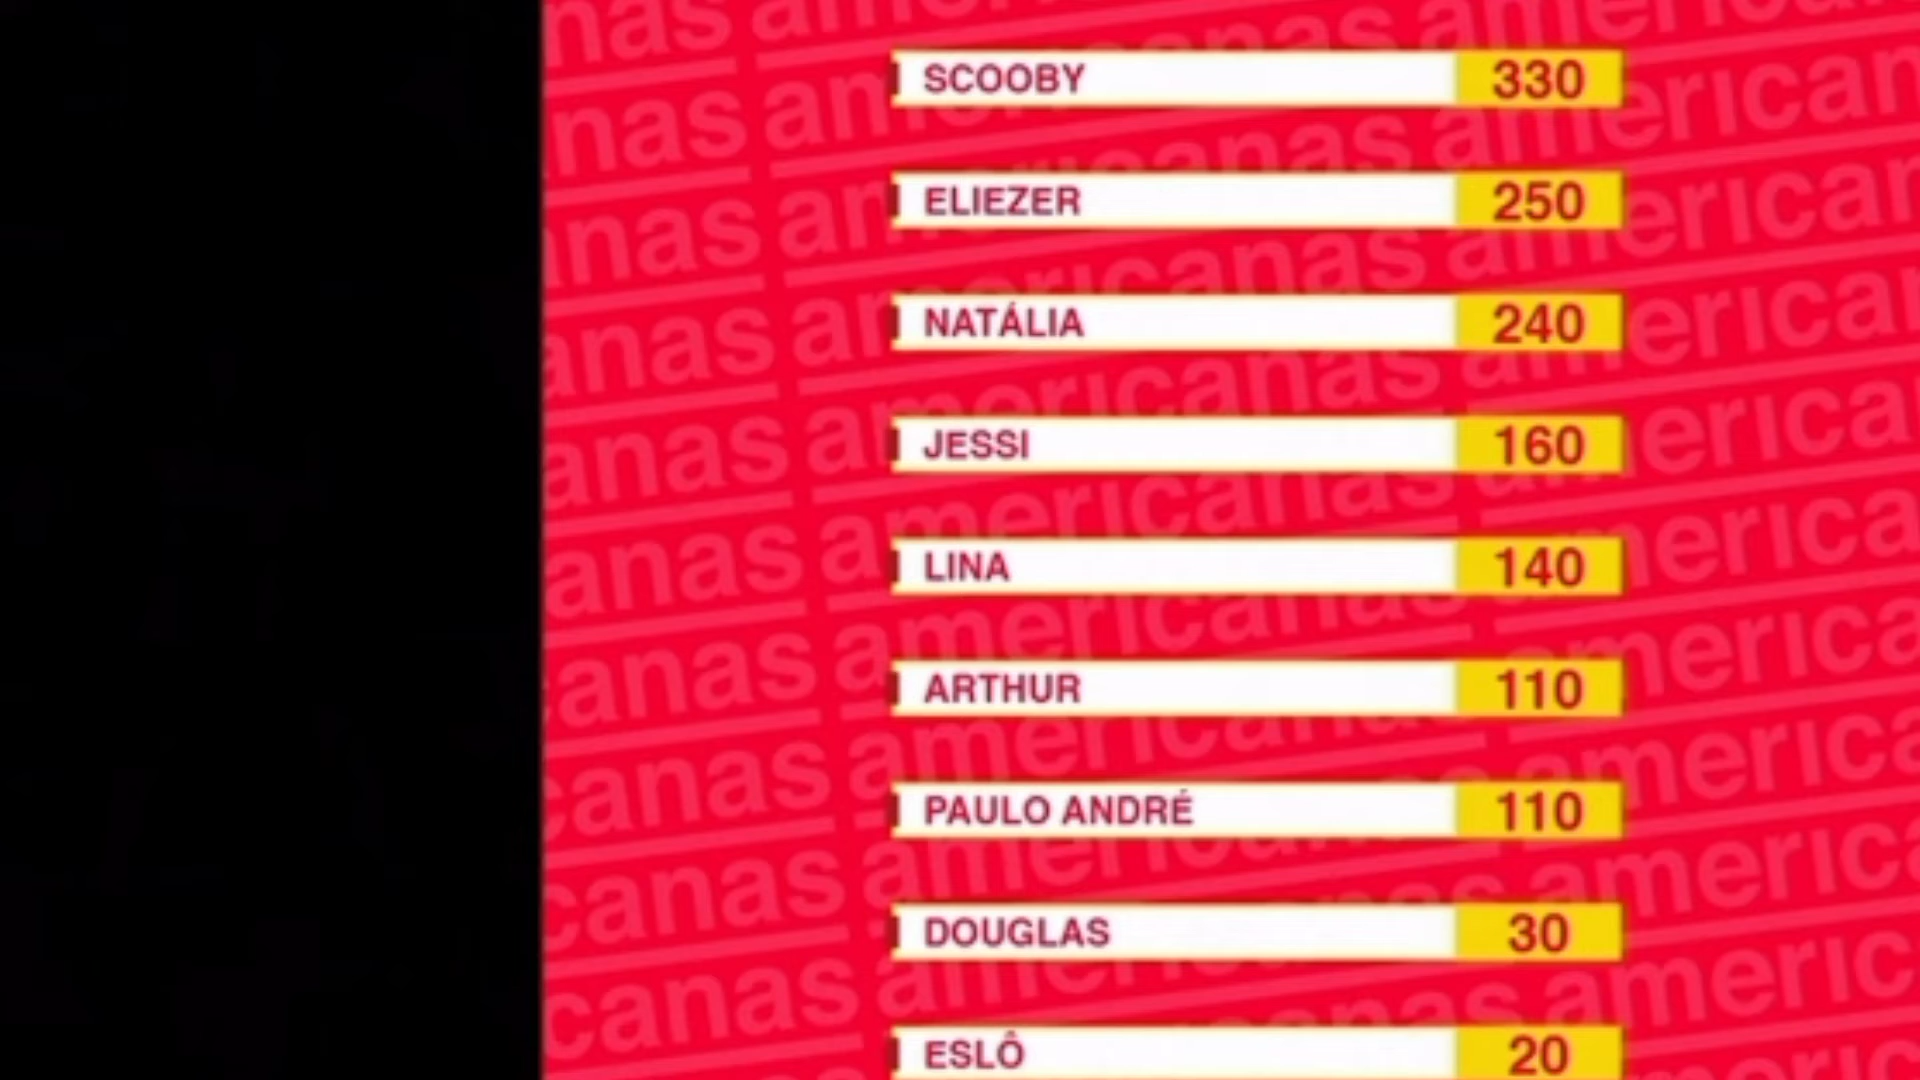 SCOOBY 330
ELIEZER 250
NATÁLIA 240
JESSI 160
LINA 140
ARTHUR 110
PAULO ANDRÉ 110
DOUGLAS 30
ESLÔ 20
americanas